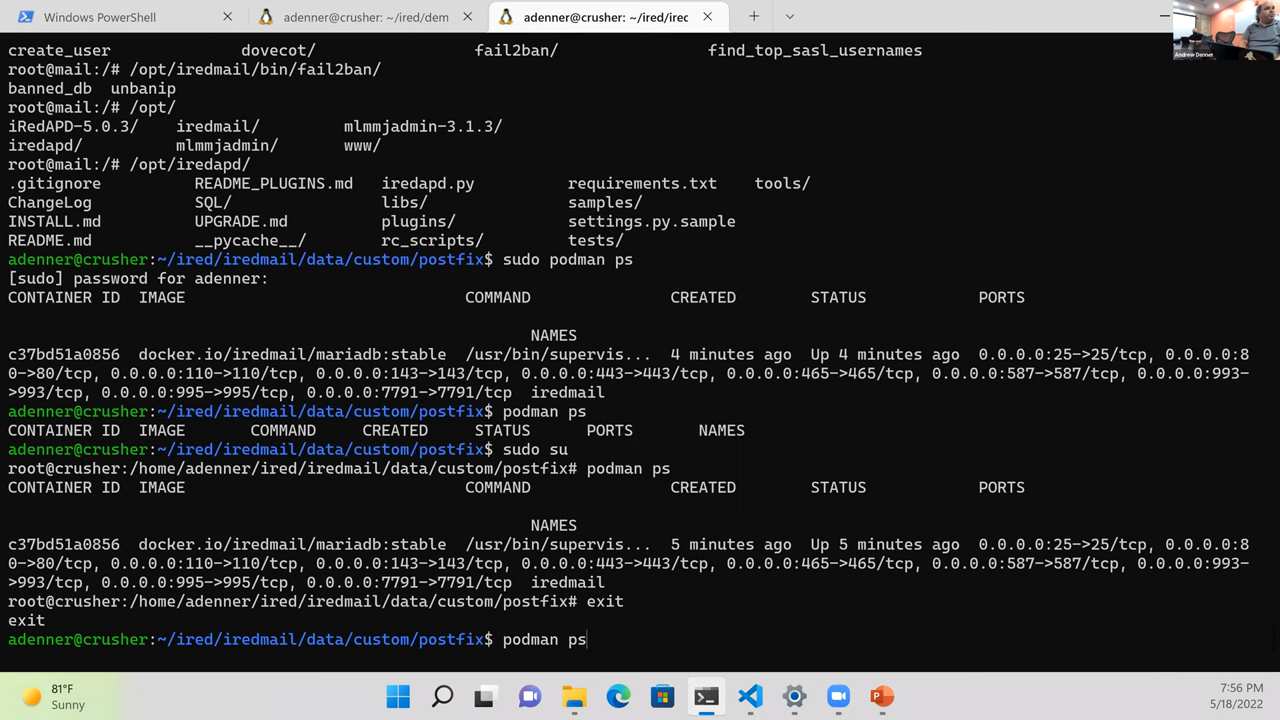 Windows PowerShell
adenner@crusher: ~/ired/dem
adenner@crusher: ~/ired/irec
Andrew Denner
create_user dovecot/ fail2ban/ find_top_sasl_usernames
root@mail:/# /opt/iredmail/bin/fail2ban/
banned_db unbanip
root@mail:/# /opt/
iRedAPD-5.0.3/ iredmail/ mlmmjadmin-3.1.3/
iredapd/ mlmmjadmin/ www/
root@mail:/# /opt/iredapd/
.gitignore README_PLUGINS.md iredapd.py requirements.txt tools/
ChangeLog SQL/ libs/ samples/
INSTALL.md UPGRADE.md plugins/ settings.py.sample
README.md __pycache__/ rc_scripts/ tests/
adenner@crusher:~/ired/iredmail/data/custom/postfix$ sudo podman ps
[sudo] password for adenner:
CONTAINER ID IMAGE COMMAND CREATED STATUS PORTS
NAMES
c37bd51a0856 docker.io/iredmail/mariadb:stable /usr/bin/supervis... 4 minutes ago Up 4 minutes ago 0.0.0.0:25->25/tcp, 0.0.0.0:8
0->80/tcp, 0.0.0.0:110->110/tcp, 0.0.0.0:143->143/tcp, 0.0.0.0:443->443/tcp, 0.0.0.0:465->465/tcp, 0.0.0.0:587->587/tcp, 0.0.0.0:993-
>993/tcp, 0.0.0.0:995->995/tcp, 0.0.0.0:7791->7791/tcp iredmail
adenner@crusher:~/ired/iredmail/data/custom/postfix$ podman ps
CONTAINER ID IMAGE COMMAND CREATED STATUS PORTS NAMES
adenner@crusher:~/ired/iredmail/data/custom/postfix$ sudo su
root@crusher:/home/adenner/ired/iredmail/data/custom/postfix# podman ps
CONTAINER ID IMAGE COMMAND CREATED STATUS PORTS
NAMES
c37bd51a0856 docker.io/iredmail/mariadb:stable /usr/bin/supervis... 5 minutes ago Up 5 minutes ago 0.0.0.0:25->25/tcp, 0.0.0.0:8
0->80/tcp, 0.0.0.0:110->110/tcp, 0.0.0.0:143->143/tcp, 0.0.0.0:443->443/tcp, 0.0.0.0:465->465/tcp, 0.0.0.0:587->587/tcp, 0.0.0.0:993-
>993/tcp, 0.0.0.0:995->995/tcp, 0.0.0.0:7791->7791/tcp iredmail
root@crusher:/home/adenner/ired/iredmail/data/custom/postfix# exit
exit
adenner@crusher:~/ired/iredmail/data/custom/postfix$ podman ps
81°F
Sunny
7:56 PM
5/18/2022